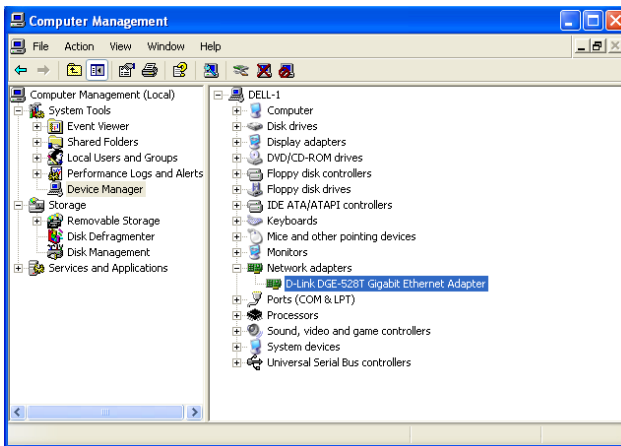 Computer Management
File Action View Window Help
Computer Management (Local)
System Tools
Event Viewer
Shared Folders
Local Users and Groups
Performance Logs and Alerts
Device Manager
Storage
Removable Storage
Disk Defragmenter
Disk Management
Services and Applications
DELL-1
Computer
Disk drives
Display adapters
DVD/CD-ROM drives
Floppy disk controllers
Floppy disk drives
IDE ATA/ATAPI controllers
Keyboards
Mice and other pointing devices
Monitors
Network adapters
D-Link DGE-528T Gigabit Ethernet Adapter
Ports (COM & LPT)
Processors
Sound, video and game controllers
System devices
Universal Serial Bus controllers